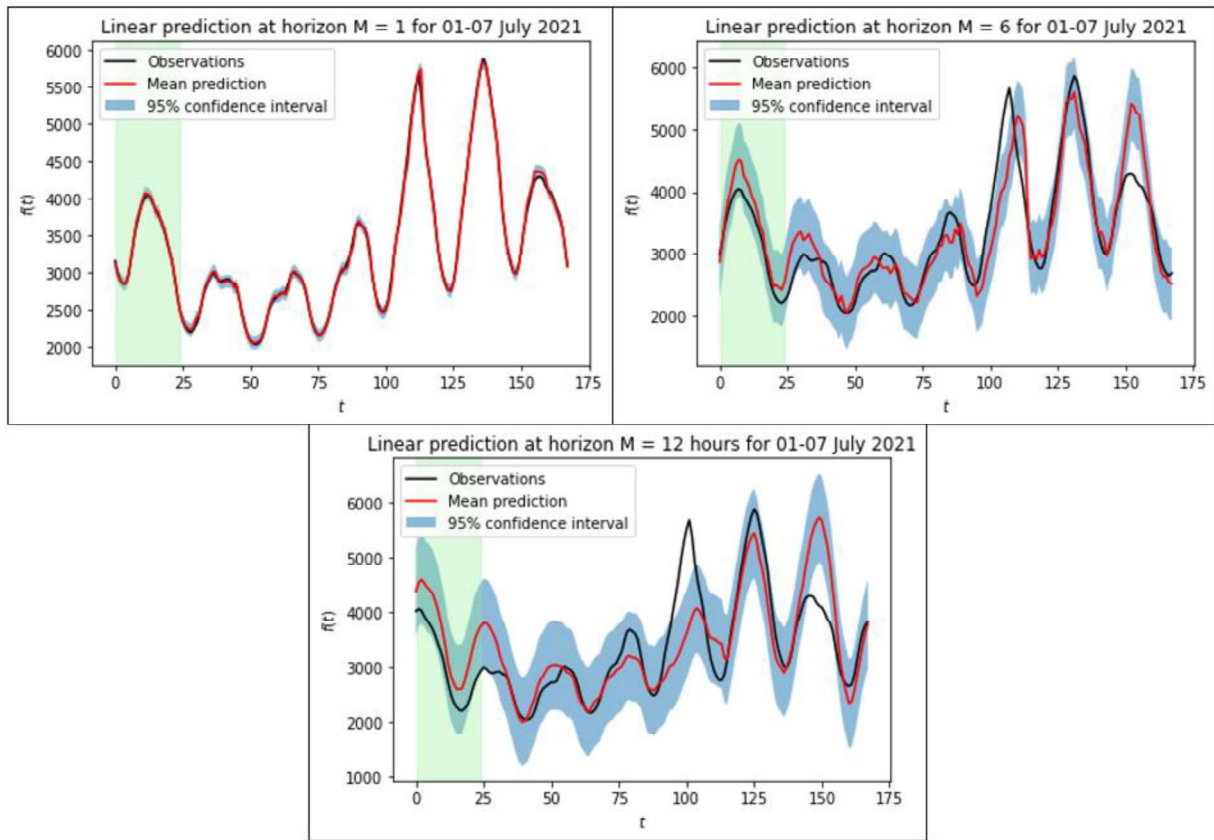 Linear prediction at horizon M = 1 for 01-07 July 2021
6000
5500
5000
4500
4000
3500
3000
2500
2000
f(t)
Observations
Mean prediction
95% confidence interval
0 25 50 75 100 125 150 175
t
Linear prediction at horizon M = 6 for 01-07 July 2021
6000
5000
4000
3000
2000
f(t)
Observations
Mean prediction
95% confidence interval
0 25 50 75 100 125 150 175
t
Linear prediction at horizon M = 12 hours for 01-07 July 2021
6000
5000
4000
3000
2000
1000
f(t)
Observations
Mean prediction
95% confidence interval
0 25 50 75 100 125 150 175
t